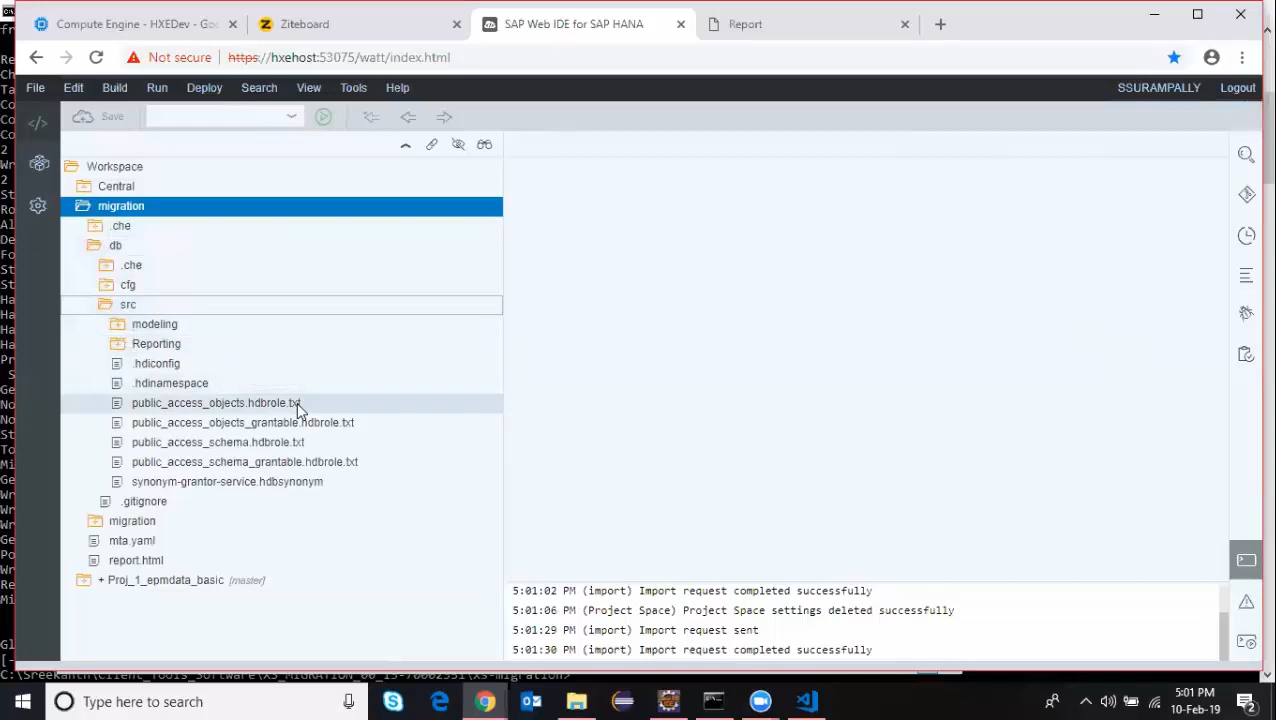 Compute Engine - HXEDev - Goo
Ziteboard
SAP Web IDE for SAP HANA
Report
Not secure
https://hxehost:53075/watt/index.html
File Edit Build Run Deploy Search View Tools Help
SSURAMPALLY Logout
Save
Workspace
Central
migration
.che
db
.che
cfg
src
modeling
Reporting
.hdiconfig
.hdinamespace
public_access_objects.hdbrole.txt
public_access_objects_grantable.hdbrole.txt
public_access_schema.hdbrole.txt
public_access_schema_grantable.hdbrole.txt
synonym-grantor-service.hdbsynonym
.gitignore
migration
mta.yaml
report.html
+ Proj_1_epmdata_basic [master]
5:01:02 PM (import) Import request completed successfully
5:01:06 PM (Project Space) Project Space settings deleted successfully
5:01:29 PM (import) Import request sent
5:01:30 PM (import) Import request completed successfully
Type here to search
5:01 PM
10-Feb-19
2